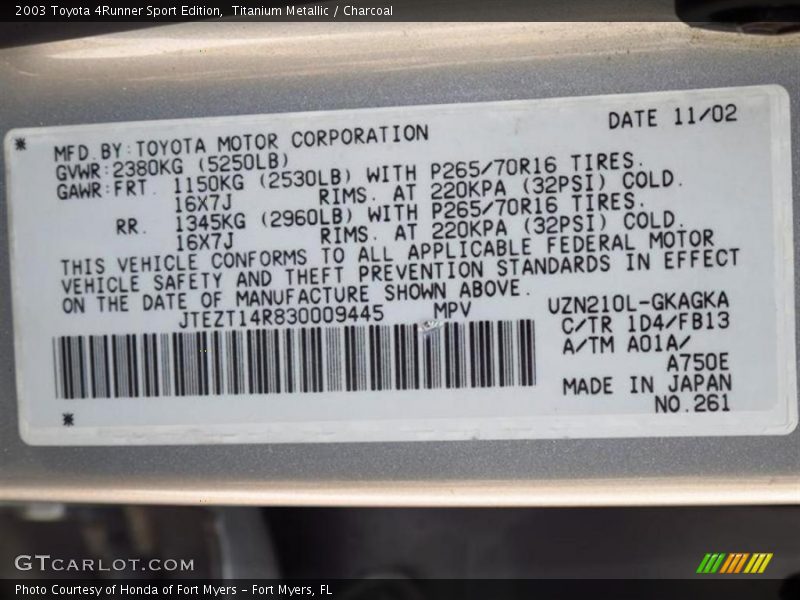 2003 Toyota 4Runner Sport Edition,  Titanium Metallic / Charcoal
DATE 11/02
MFD.BY:TOYOTA MOTOR CORPORATION
GVWR:2380KG (5250LB)
GAWR:FRT. 1150KG (2530LB) WITH P265/70R16 TIRES.
16X7J RIMS. AT 220KPA (32PSI) COLD.
RR. 1345KG (2960LB) WITH P265/70R16 TIRES.
16X7J RIMS. AT 220KPA (32PSI) COLD.
THIS VEHICLE CONFORMS TO ALL APPLICABLE FEDERAL MOTOR
VEHICLE SAFETY AND THEFT PREVENTION STANDARDS IN EFFECT
ON THE DATE OF MANUFACTURE SHOWN ABOVE.
JTEZT14R830009445 MPV
UZN210L-GKAGKA
C/TR 1D4/FB13
A/TM A01A/
A750E
MADE IN JAPAN
NO.261
GTCARLOT.COM
Photo Courtesy of Honda of Fort Myers - Fort Myers, FL